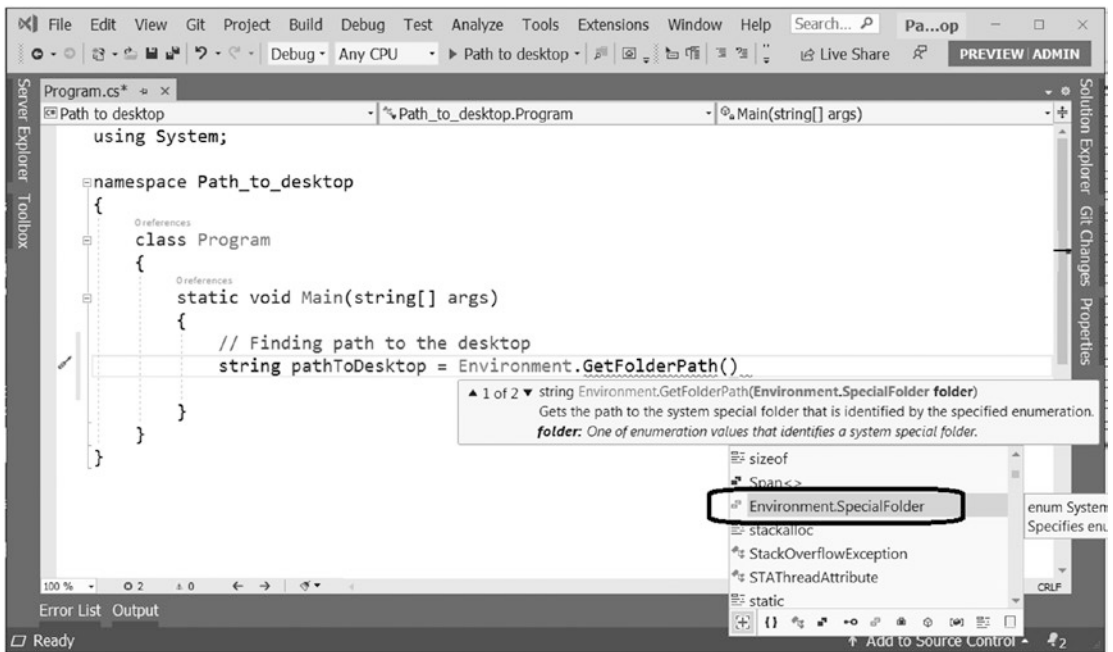 File Edit View Git Project Build Debug Test Analyze Tools Extensions Window Help Search... Pa...op
Debug Any CPU Path to desktop Live Share PREVIEW ADMIN
Server Explorer Toolbox
Program.cs*
Path to desktop Path_to_desktop.Program Main(string[] args)
Solution Explorer Git Changes Properties
using System;
namespace Path_to_desktop
{
0 references
class Program
{
0 references
static void Main(string[] args)
{
// Finding path to the desktop
string pathToDesktop = Environment.GetFolderPath()
▲ 1 of 2 ▼ string Environment.GetFolderPath(Environment.SpecialFolder folder)
Gets the path to the system special folder that is identified by the specified enumeration.
folder: One of enumeration values that identifies a system special folder.
}
}
}
sizeof
Span<>
Environment.SpecialFolder
enum System
Specifies enu
stackalloc
StackOverflowException
STAThreadAttribute
static
100 % 2 0 CRLF
Error List Output
Ready Add to Source Control 2